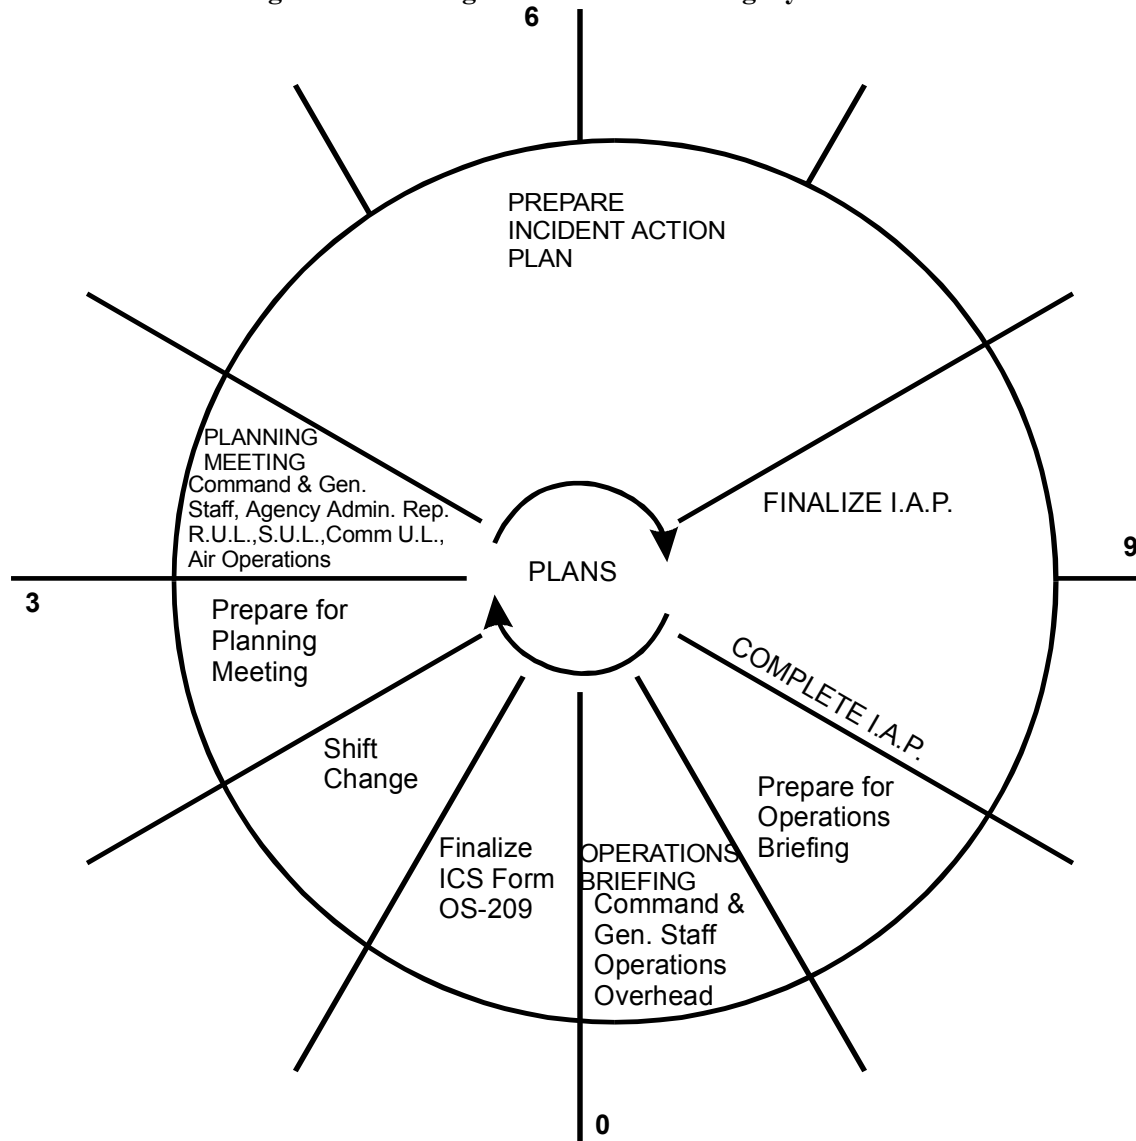 6
PREPARE
INCIDENT ACTION
PLAN
PLANNING
MEETING
Command & Gen.
Staff, Agency Admin. Rep.
R.U.L.,S.U.L.,Comm U.L.,
Air Operations
FINALIZE I.A.P.
9
PLANS
3
Prepare for
Planning
Meeting
COMPLETE I.A.P.
Shift
Change
Prepare for
Operations
Briefing
Finalize
ICS Form
OS-209
OPERATIONS
BRIEFING
Command &
Gen. Staff
Operations
Overhead
0